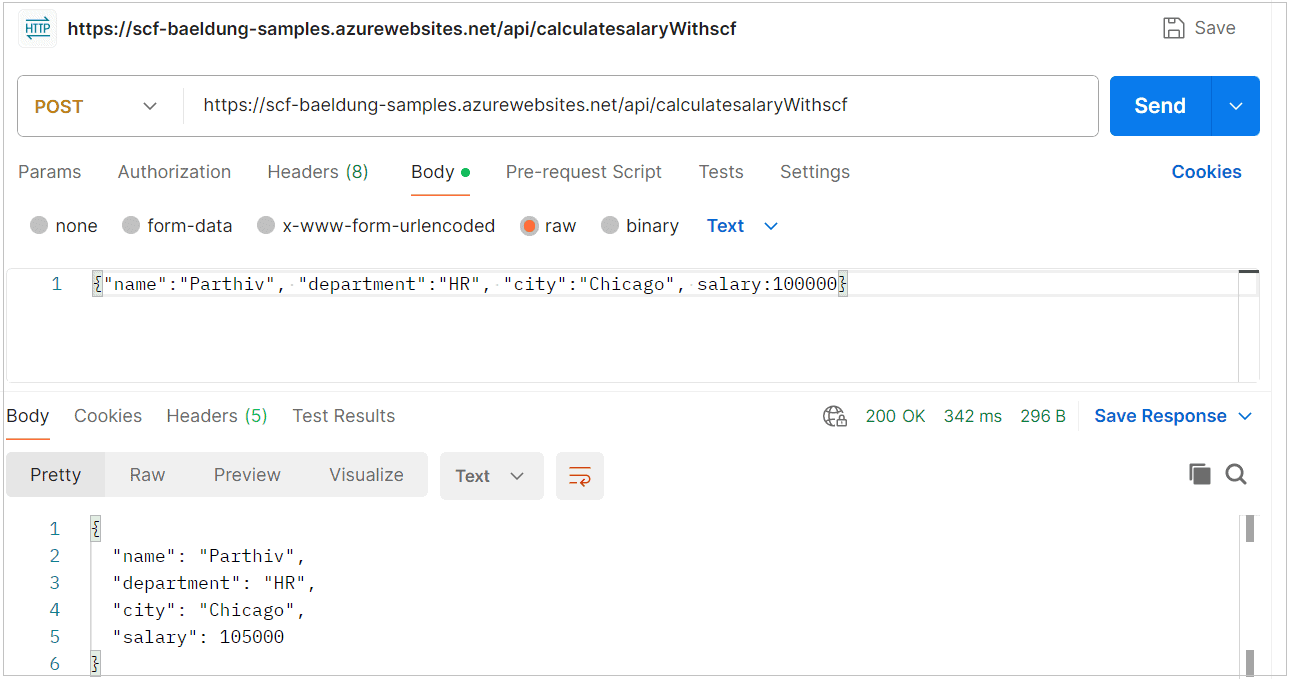 HTTP https://scf-baeldung-samples.azurewebsites.net/api/calculatesalaryWithscf Save
POST https://scf-baeldung-samples.azurewebsites.net/api/calculatesalaryWithscf Send
Params Authorization Headers (8) Body Pre-request Script Tests Settings Cookies
none form-data x-www-form-urlencoded raw binary Text
1 {"name":"Parthiv", "department":"HR", "city":"Chicago", salary:100000}
Body Cookies Headers (5) Test Results 200 OK 342 ms 296 B Save Response
Pretty Raw Preview Visualize Text
1 {
2 "name": "Parthiv",
3 "department": "HR",
4 "city": "Chicago",
5 "salary": 105000
6 }